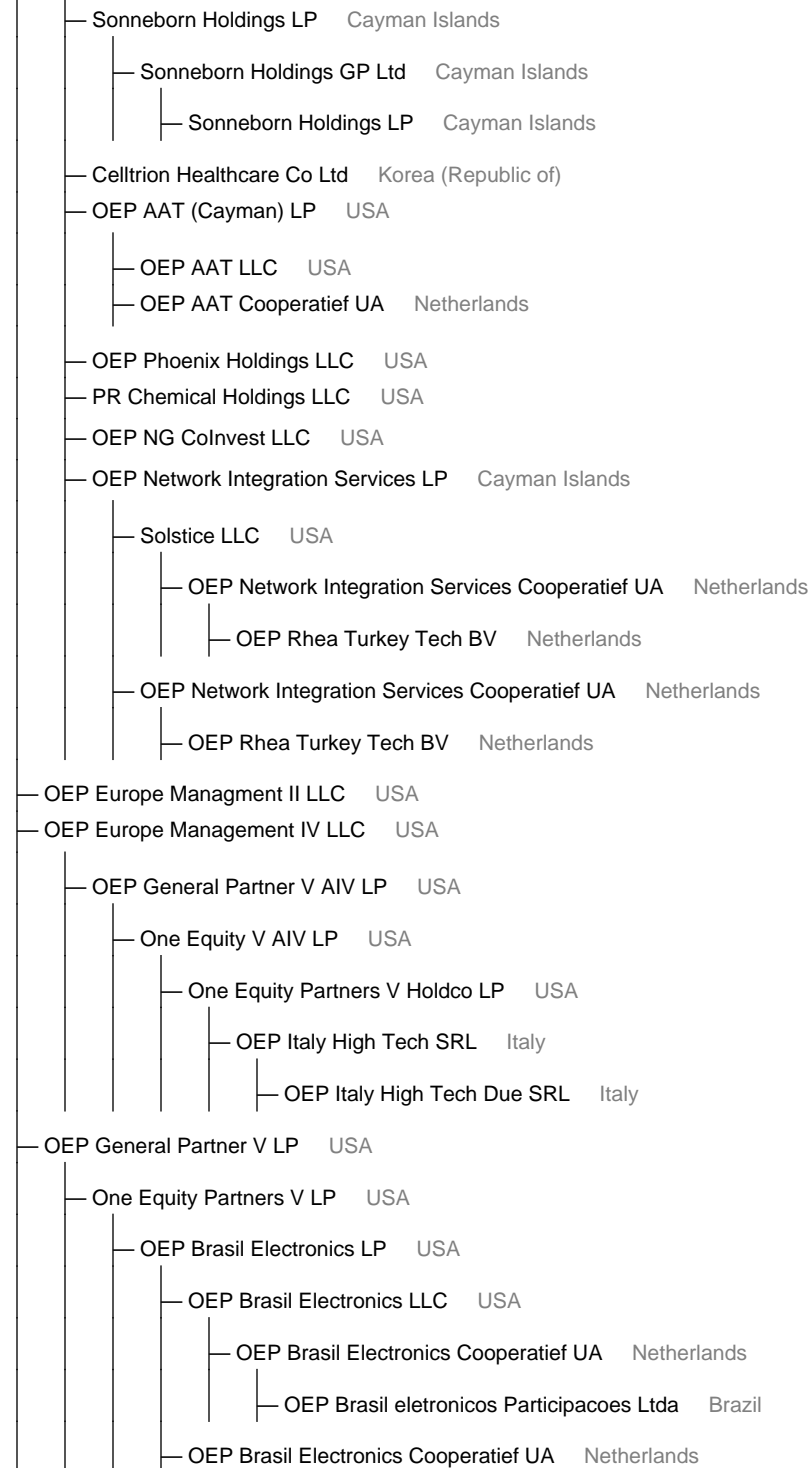 Sonneborn Holdings LP Cayman Islands
Sonneborn Holdings GP Ltd Cayman Islands
Sonneborn Holdings LP Cayman Islands
Celltrion Healthcare Co Ltd Korea (Republic of)
OEP AAT (Cayman) LP USA
OEP AAT LLC USA
OEP AAT Cooperatief UA Netherlands
OEP Phoenix Holdings LLC USA
PR Chemical Holdings LLC USA
OEP NG CoInvest LLC USA
OEP Network Integration Services LP Cayman Islands
Solstice LLC USA
OEP Network Integration Services Cooperatief UA Netherlands
OEP Rhea Turkey Tech BV Netherlands
OEP Network Integration Services Cooperatief UA Netherlands
OEP Rhea Turkey Tech BV Netherlands
OEP Europe Managment II LLC USA
OEP Europe Management IV LLC USA
OEP General Partner V AIV LP USA
One Equity V AIV LP USA
One Equity Partners V Holdco LP USA
OEP Italy High Tech SRL Italy
OEP Italy High Tech Due SRL Italy
OEP General Partner V LP USA
One Equity Partners V LP USA
OEP Brasil Electronics LP USA
OEP Brasil Electronics LLC USA
OEP Brasil Electronics Cooperatief UA Netherlands
OEP Brasil eletronicos Participacoes Ltda Brazil
OEP Brasil Electronics Cooperatief UA Netherlands